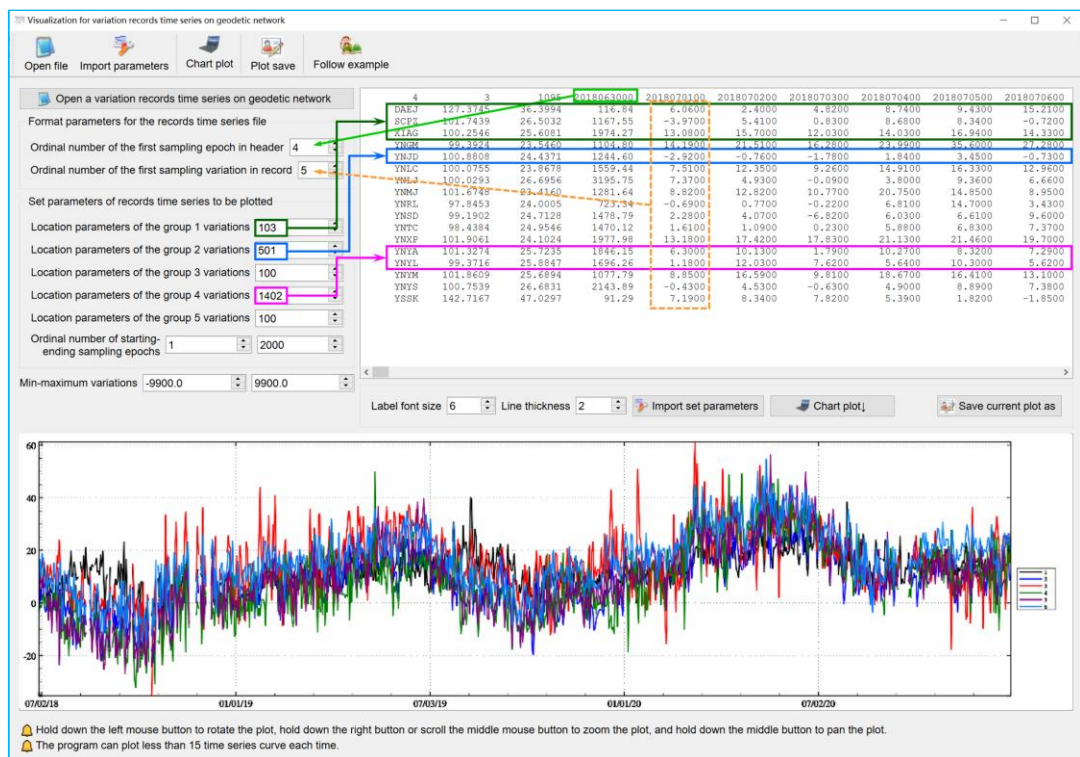 Visualization for variation records time series on geodetic network
Open file Import parameters Chart plot Plot save Follow example
Open a variation records time series on geodetic network
Format parameters for the records time series file
Ordinal number of the first sampling epoch in header 4
Ordinal number of the first sampling variation in record 5
Set parameters of records time series to be plotted
Location parameters of the group 1 variations 103
Location parameters of the group 2 variations 501
Location parameters of the group 3 variations 100
Location parameters of the group 4 variations 1402
Location parameters of the group 5 variations 100
Ordinal number of starting-
ending sampling epochs 1 2000
Min-maximum variations -9900.0 9900.0
4 3 1095 2018063000 2018070100 2018070200 2018070300 2018070400 2018070500 2018070600
DAEJ 127.3745 36.3994 116.84 6.0600 2.4000 4.8200 8.7400 9.4300 15.2100
SCPZ 101.7439 26.5032 1167.55 -3.9700 5.4100 0.8300 8.6800 8.3400 -0.7200
XIAG 100.2546 25.6081 1974.27 13.0800 15.7000 12.0300 14.0300 16.9400 14.3300
YNGM 99.3924 23.5460 1104.80 14.1900 21.5100 16.2800 23.9900 35.6000 27.2800
YNJD 100.8808 24.4371 1244.60 -2.9200 -0.7600 -1.7800 1.8400 3.4500 -0.7300
YNLC 100.0755 23.8678 1559.44 7.5100 12.3500 9.2600 14.9100 16.3300 12.9600
YNLJ 100.0293 26.6956 3195.75 7.3700 4.9300 -0.0900 3.8000 9.3600 6.6600
YNMJ 101.6748 23.4160 1281.64 8.8200 12.8200 10.7700 20.7500 14.8500 8.9500
YNRL 97.8453 24.0005 723.34 -0.6900 0.7700 -0.2200 6.8100 14.7000 3.4300
YNSD 99.1902 24.7128 1478.79 2.2800 4.0700 -6.8200 6.0300 6.6100 9.6000
YNTC 98.4384 24.9546 1470.12 1.6100 1.0900 0.2300 5.8800 6.8300 7.3700
YNXP 101.9061 24.1024 1977.98 13.1800 17.4200 17.8300 21.1300 21.4600 19.7000
YNYA 101.3274 25.7235 1846.15 6.3000 10.1300 1.7900 10.2700 8.3200 7.2900
YNYL 99.3716 25.8847 1696.26 1.1800 12.0300 7.6200 5.6400 10.3000 5.6200
YNYM 101.8609 25.6894 1077.79 8.8500 16.5900 9.8100 18.6700 16.4100 13.1000
YNYS 100.7539 26.6831 2143.89 -0.4300 4.5300 -0.6300 4.9000 8.8900 7.3800
YSSK 142.7167 47.0297 91.29 7.1900 8.3400 7.8200 5.3900 1.8200 -1.8500
Label font size 6 Line thickness 2 Import set parameters Chart plot↓ Save current plot as
60
40
20
0
-20
07/02/18 01/01/19 07/03/19 01/01/20 07/02/20
1
2
3
4
5
6
Hold down the left mouse button to rotate the plot, hold down the right button or scroll the middle mouse button to zoom the plot, and hold down the middle button to pan the plot.
The program can plot less than 15 time series curve each time.